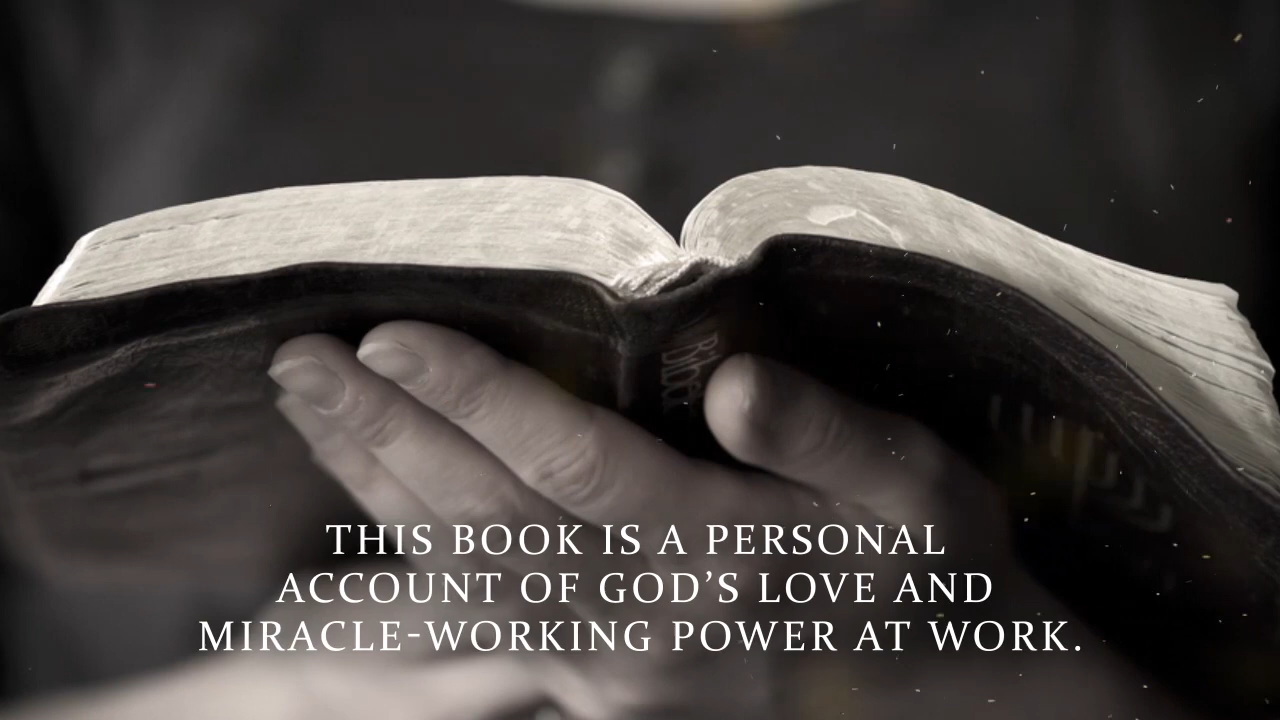 THIS BOOK IS A PERSONAL
ACCOUNT OF GOD’S LOVE AND
MIRACLE-WORKING POWER AT WORK.